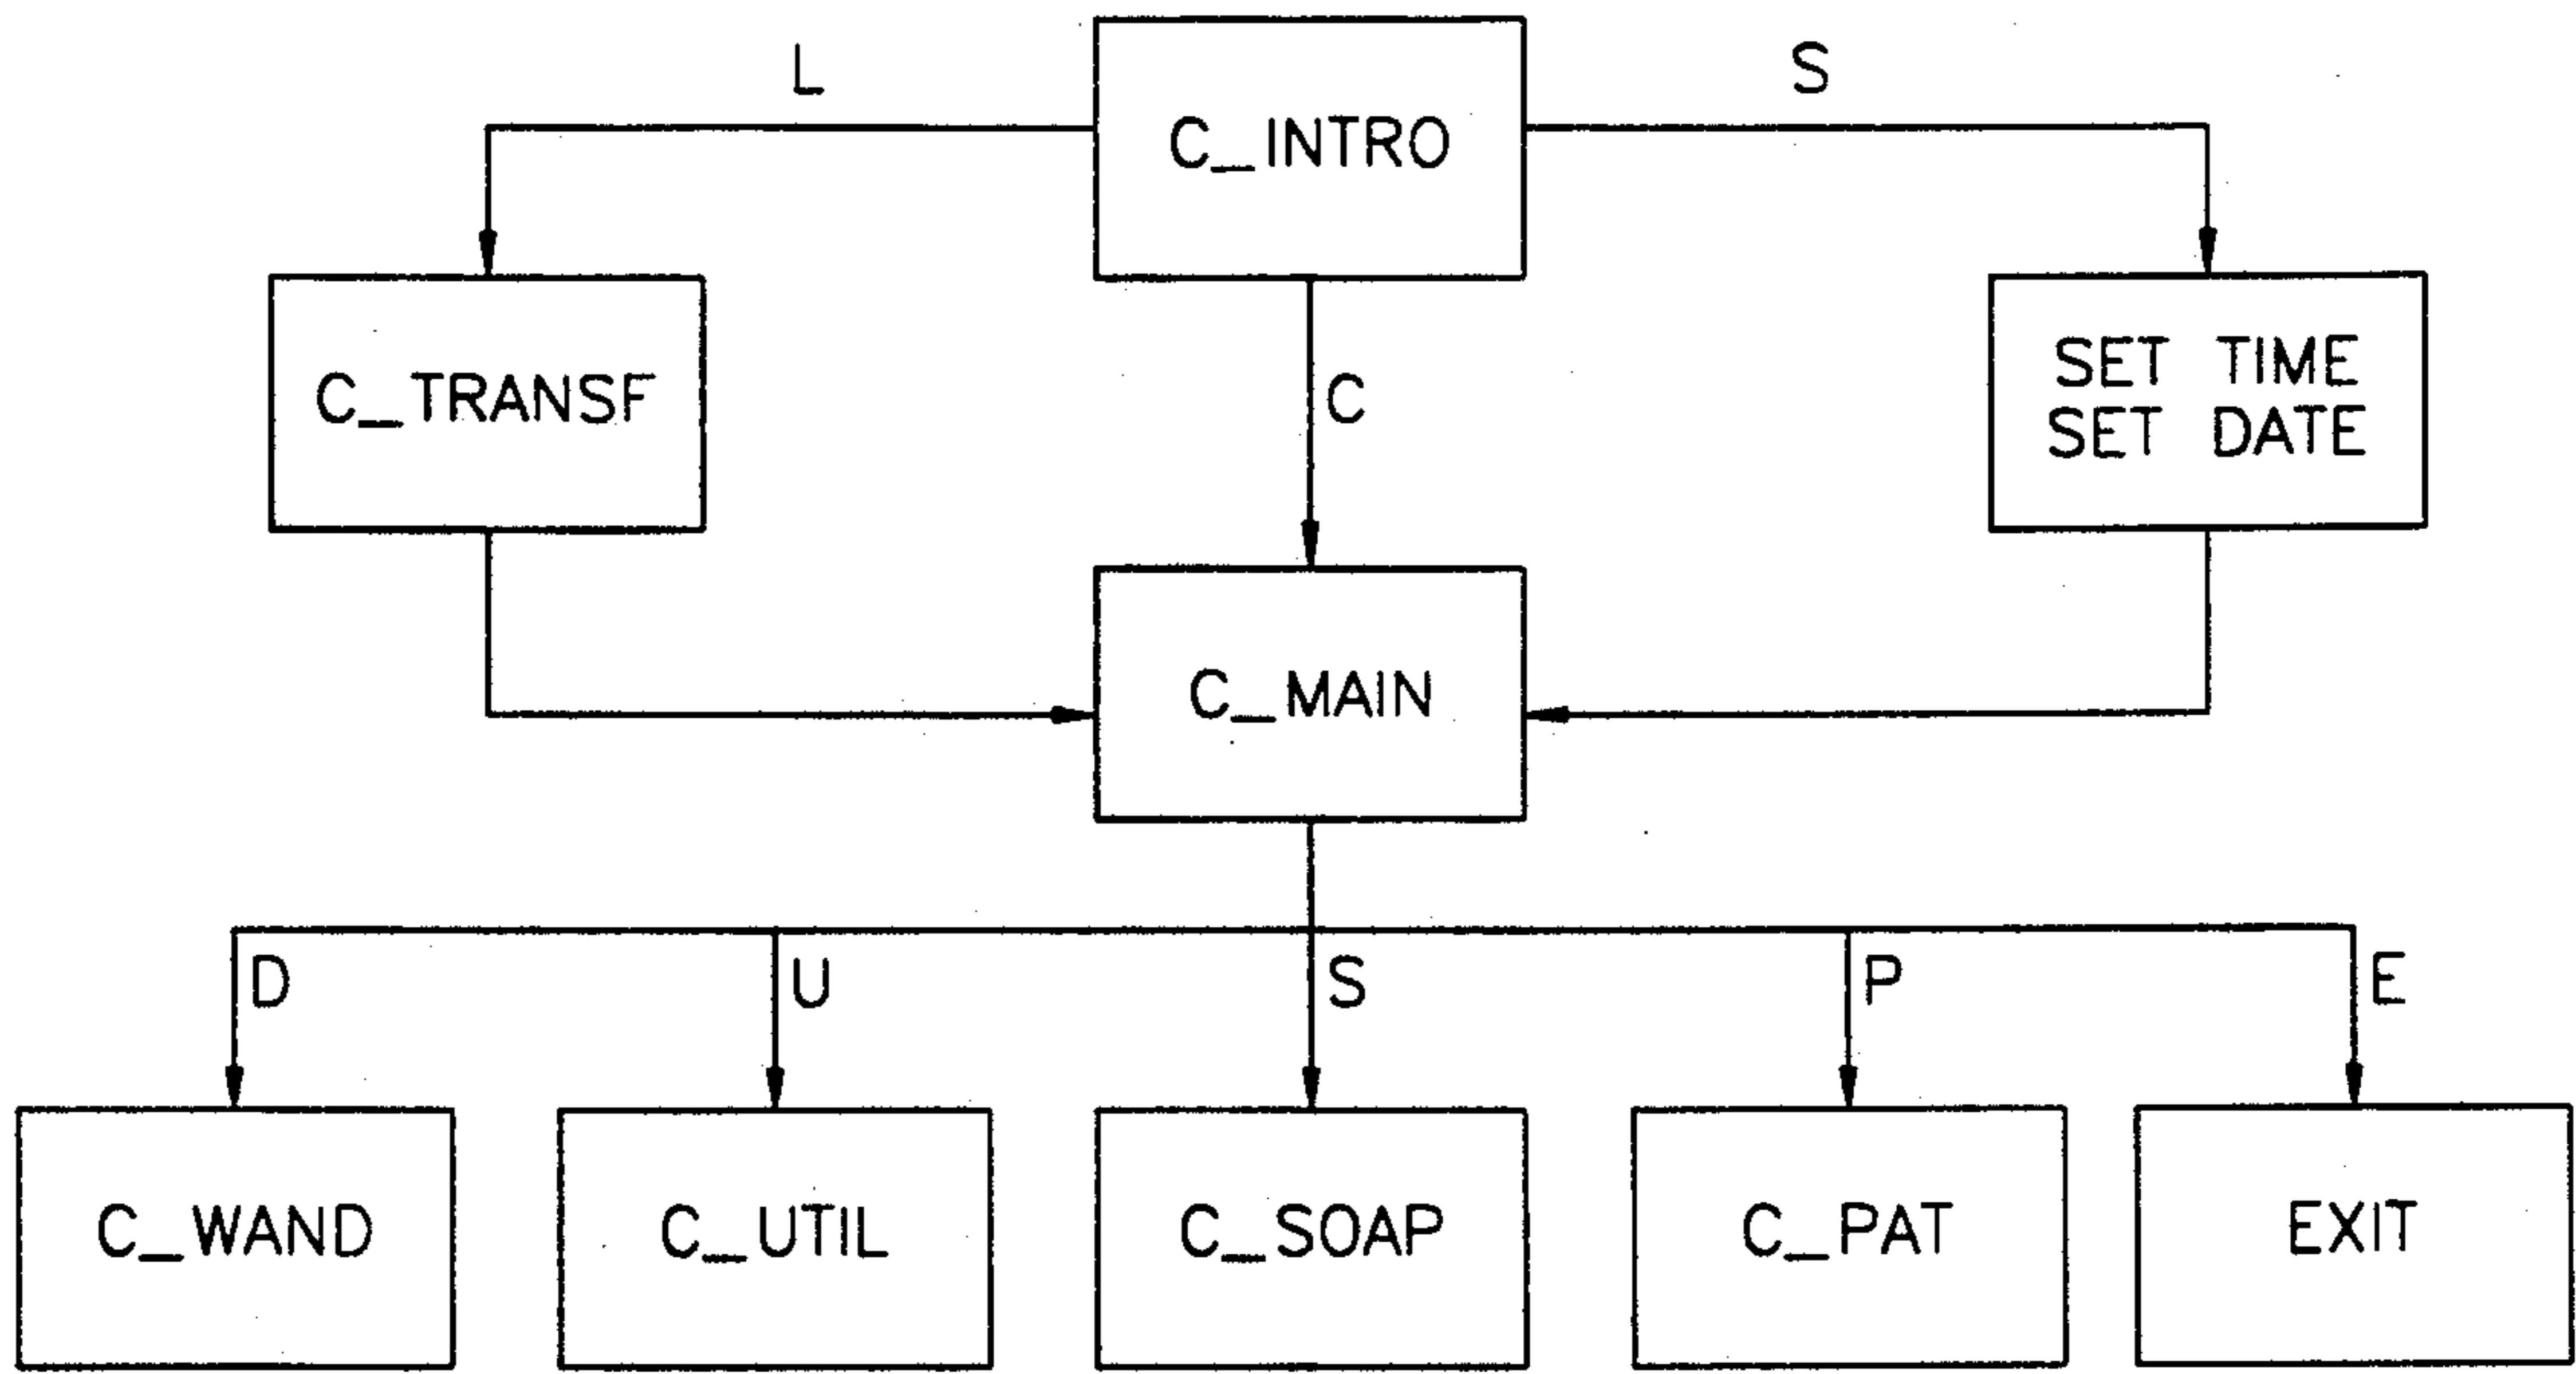 L
C_INTRO
S
C_TRANSF
C
SET TIME
SET DATE
C_MAIN
D
U
S
P
E
C_WAND
C_UTIL
C_SOAP
C_PAT
EXIT